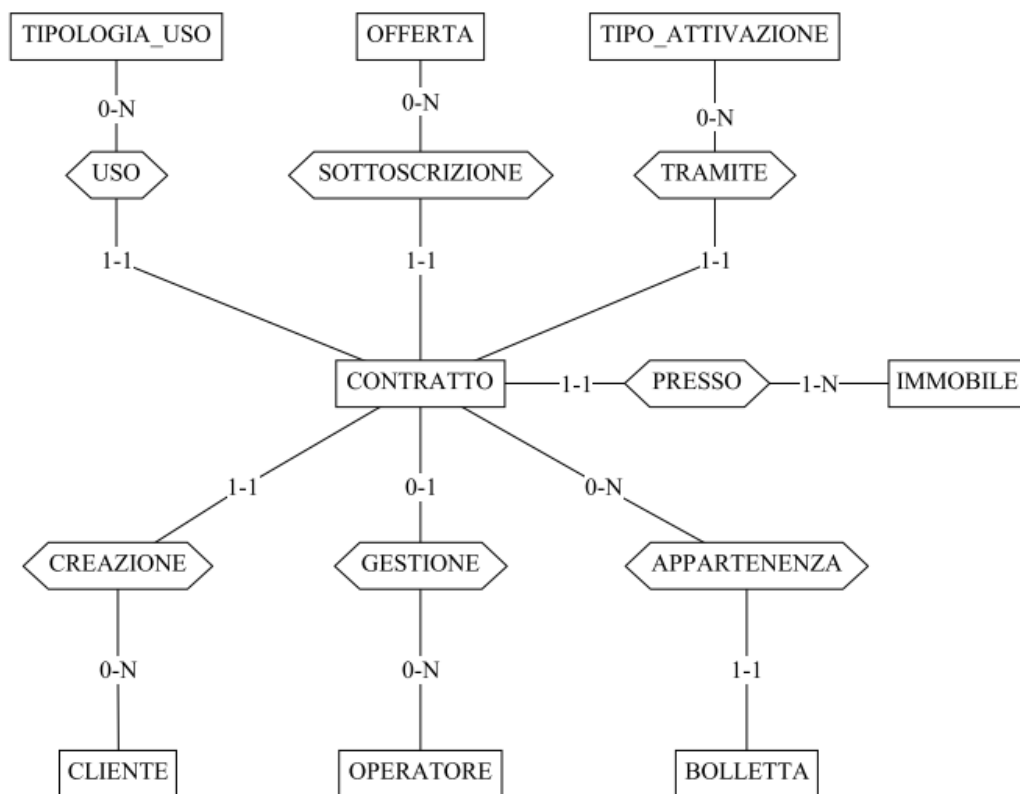 TIPOLOGIA_USO OFFERTA TIPO_ATTIVAZIONE
0-N 0-N 0-N
USO SOTTOSCRIZIONE TRAMITE
1-1 1-1 1-1
CONTRATTO 1-1 PRESSO 1-N IMMOBILE
1-1 0-1 0-N
CREAZIONE GESTIONE APPARTENENZA
0-N 0-N 1-1
CLIENTE OPERATORE BOLLETTA